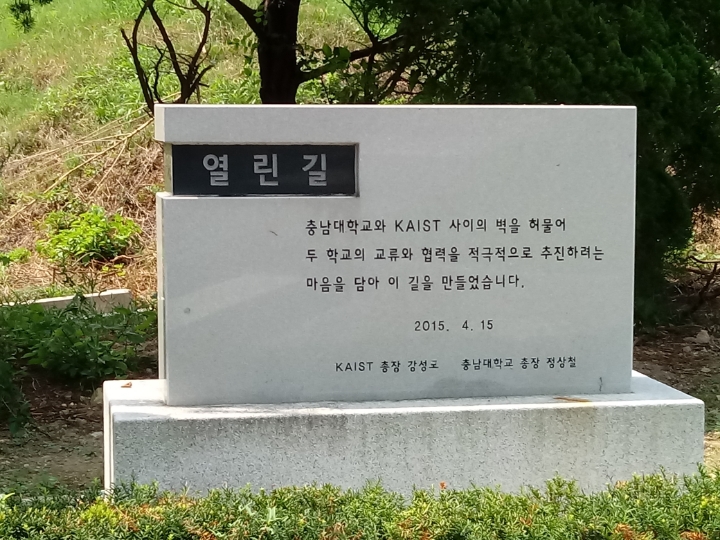 열린길
충남대학교와 KAIST 사이의 벽을 허물어
두 학교의 교류와 협력을 적극적으로 추진하려는
마음을 담아 이 길을 만들었습니다.
2015. 4. 15
KAIST 총장 강성모 충남대학교 총장 정상철